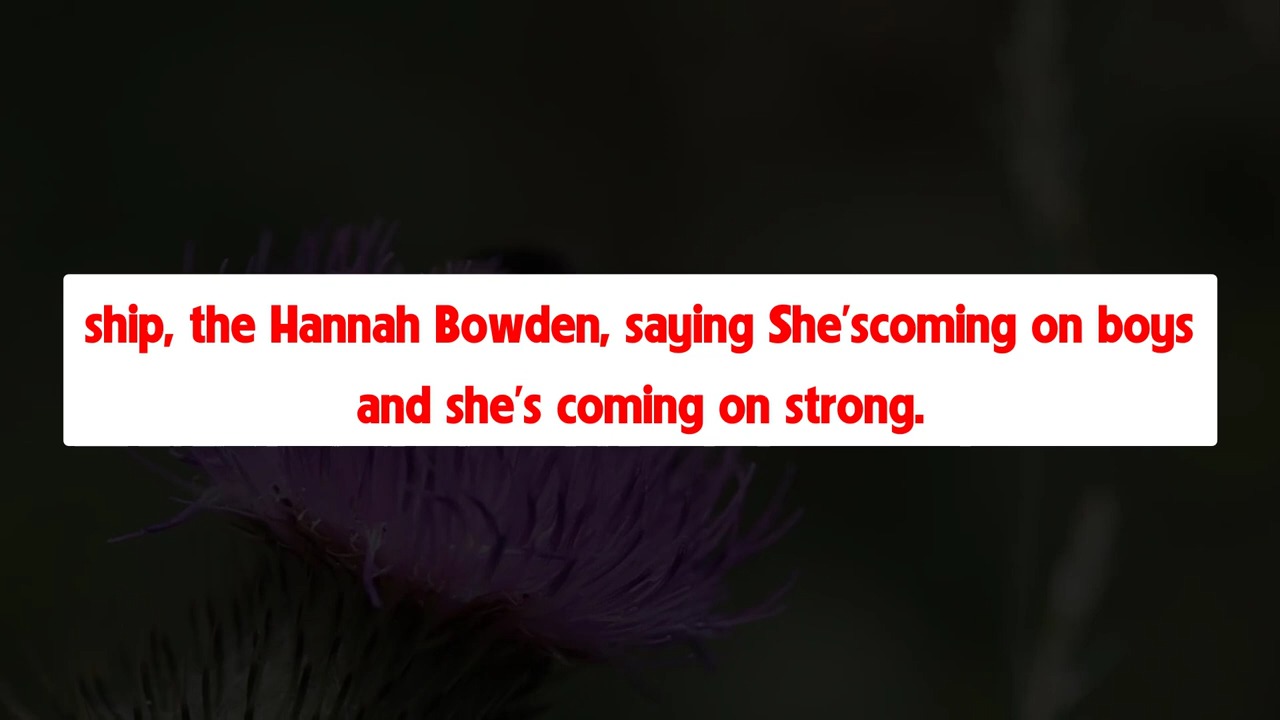 ship, the Hannah Bowden, saying She'scoming on boys
and she's coming on strong.